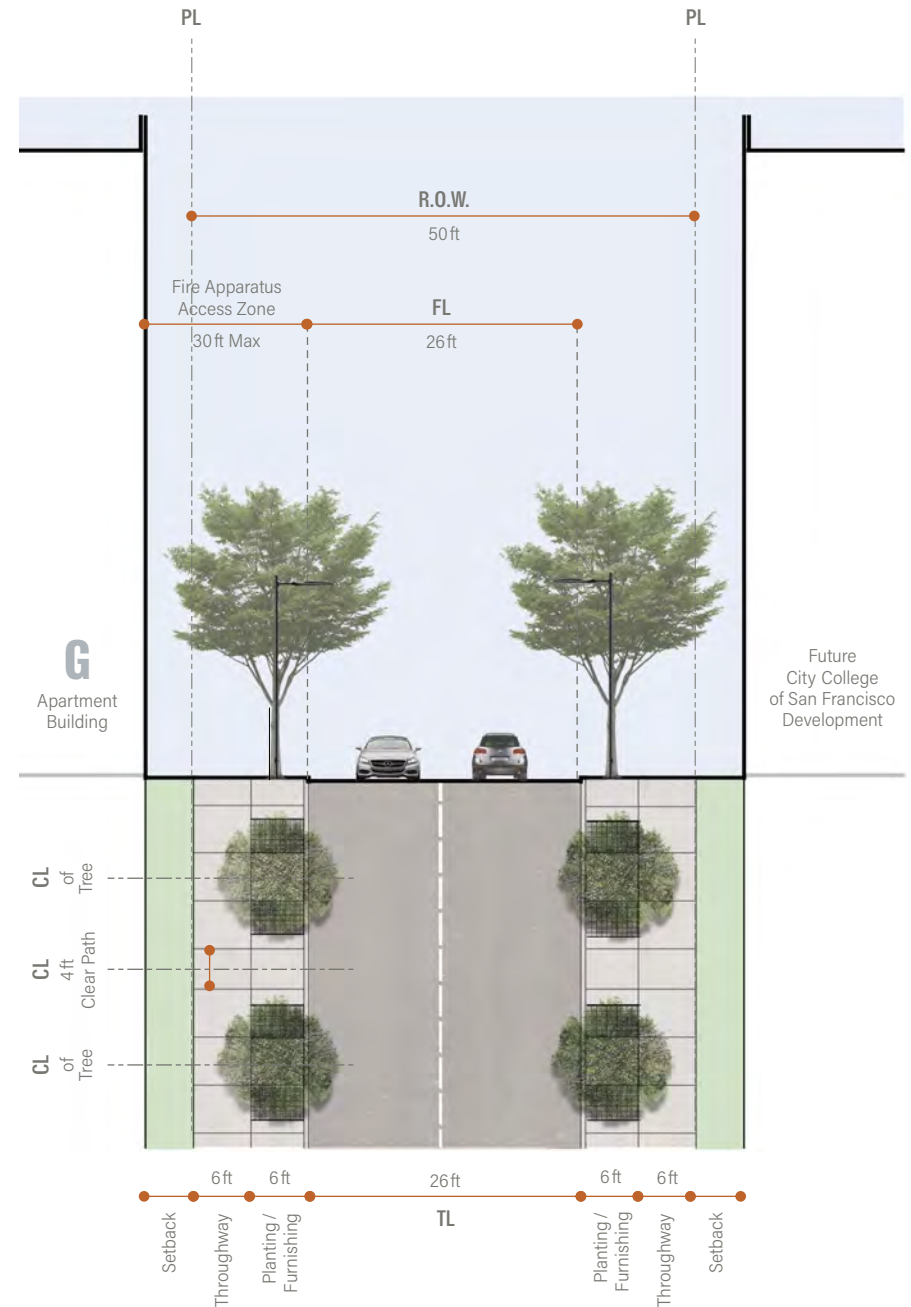 PL
PL
R.O.W.
50 ft
Fire Apparatus
Access Zone
30 ft Max
FL
26 ft
G
Apartment
Building
Future
City College
of San Francisco
Development
CL
of
Tree
CL
4 ft
Clear Path
CL
of
Tree
6 ft
6 ft
26 ft
6 ft
6 ft
TL
Setback
Throughway
Planting /
Furnishing
Planting /
Furnishing
Throughway
Setback